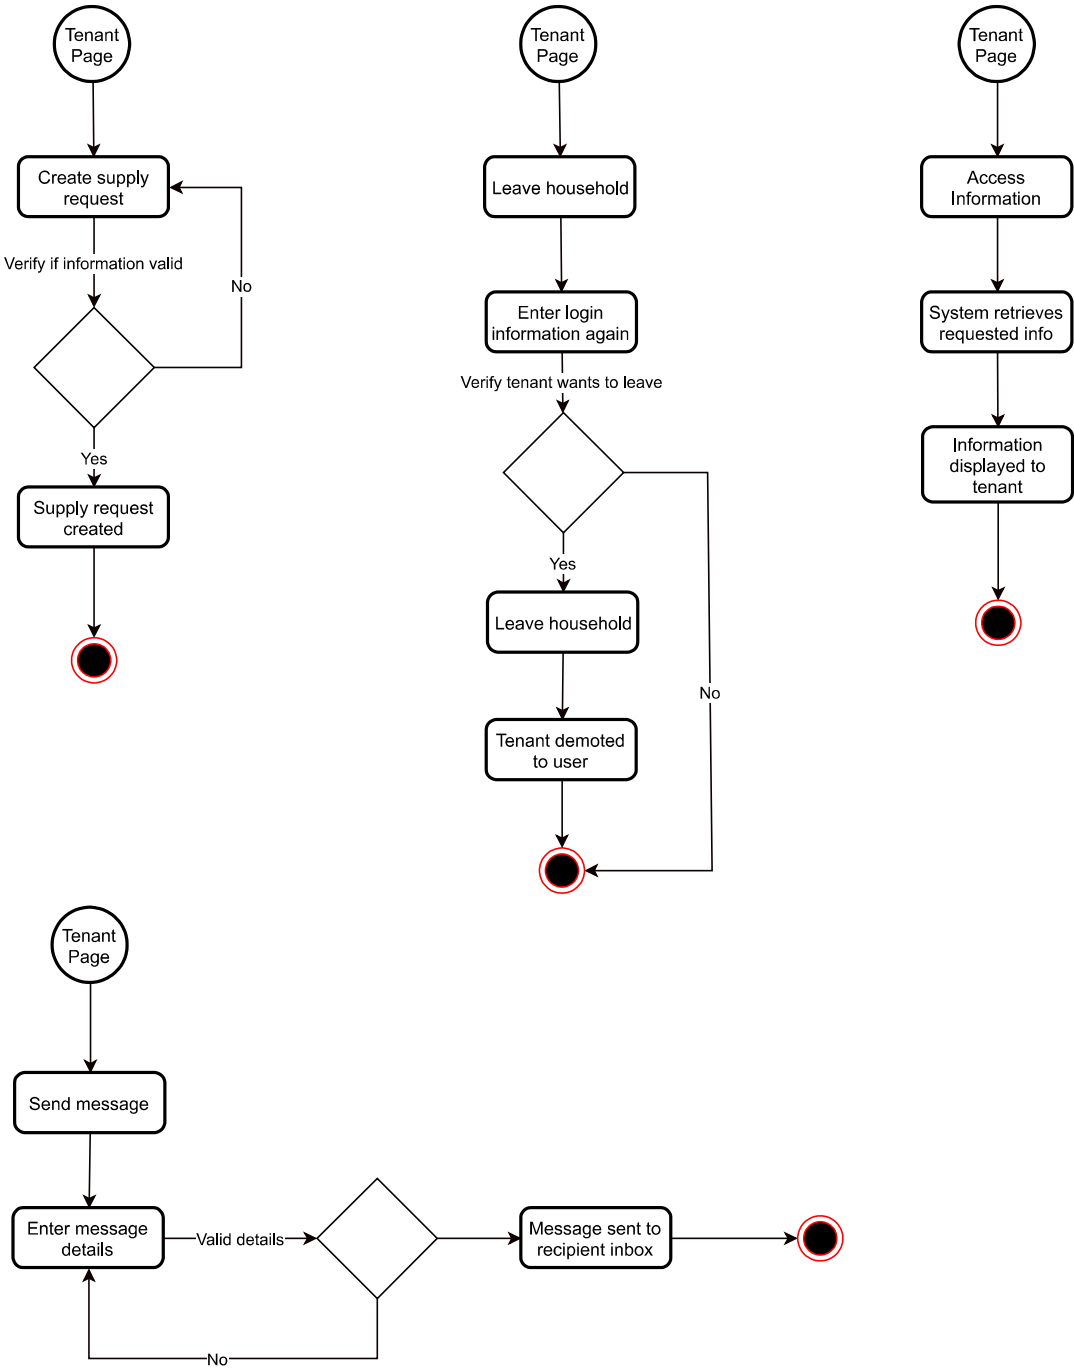 Tenant
Page
Create supply
request
Verify if information valid
No
Yes
Supply request
created
Tenant
Page
Leave household
Enter login
information again
Verify tenant wants to leave
Yes
Leave household
No
Tenant demoted
to user
Tenant
Page
Access
Information
System retrieves
requested info
Information
displayed to
tenant
Tenant
Page
Send message
Enter message
details
Valid details
Message sent to
recipient inbox
No